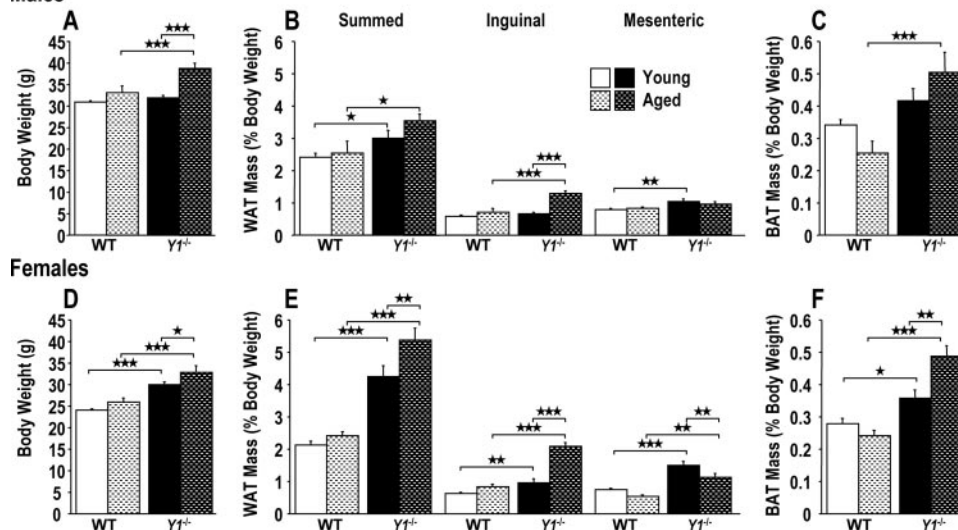 Males
A
Body Weight (g)
45
40
35
30
25
20
15
10
5
0
★★★
★★★
WT
Y1-/-
B
Summed
Inguinal
Mesenteric
WAT Mass (% Body Weight)
6
5
4
3
2
1
0
Young
Aged
★
★
★★★
★★★
★★
WT
Y1-/-
WT
Y1-/-
WT
Y1-/-
C
BAT Mass (% Body Weight)
0.6
0.5
0.4
0.3
0.2
0.1
0
★★★
WT
Y1-/-
Females
D
Body Weight (g)
45
40
35
30
25
20
15
10
5
0
★
★★★
★★★
WT
Y1-/-
E
WAT Mass (% Body Weight)
6
5
4
3
2
1
0
★★
★★★
★★★
★★★
★★★
★★
★★
★★
★★★
WT
Y1-/-
WT
Y1-/-
WT
Y1-/-
F
BAT Mass (% Body Weight)
0.6
0.5
0.4
0.3
0.2
0.1
0
★★
★★★
★
WT
Y1-/-